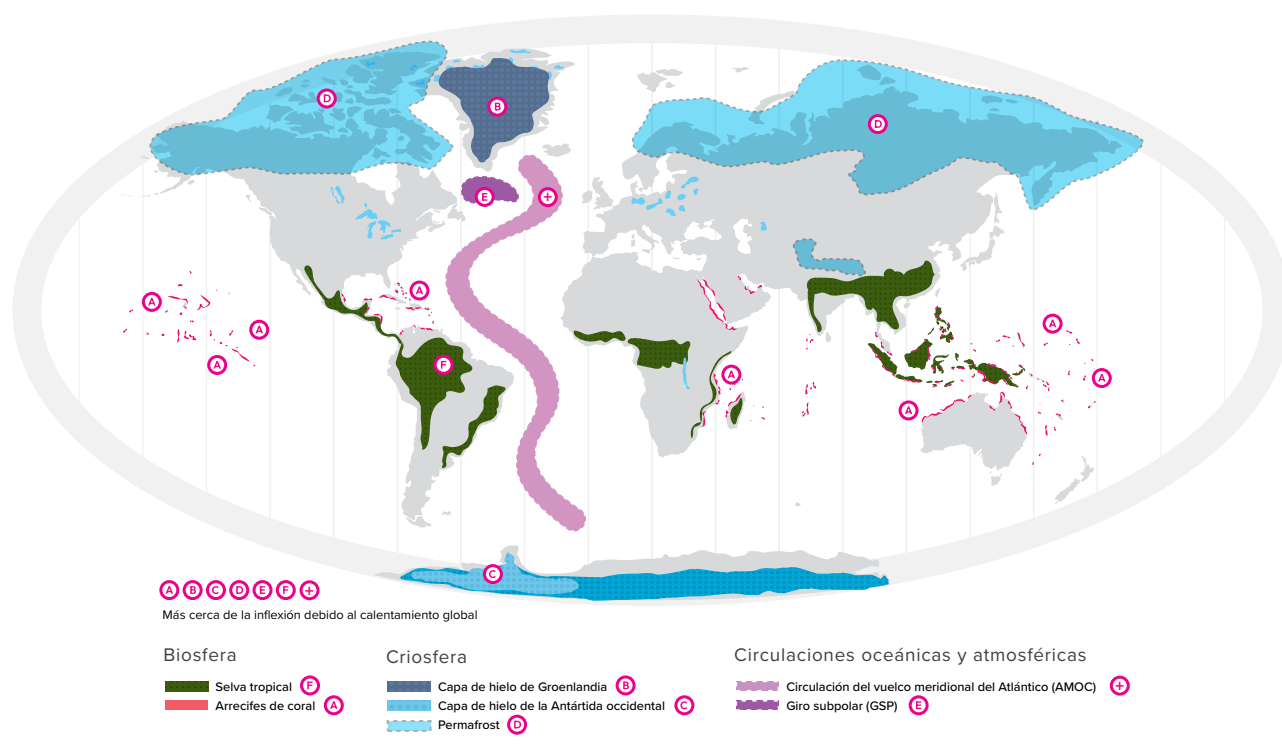 D
B
D
E
+
A
A
A
A
A
F
A
A
A
C
A B C D E F +
Más cerca de la inflexión debido al calentamiento global
Biosfera
Selva tropical F
Arrecifes de coral A
Criosfera
Capa de hielo de Groenlandia B
Capa de hielo de la Antártida occidental C
Permafrost D
Circulaciones oceánicas y atmosféricas
Circulación del vuelco meridional del Atlántico (AMOC) +
Giro subpolar (GSP) E